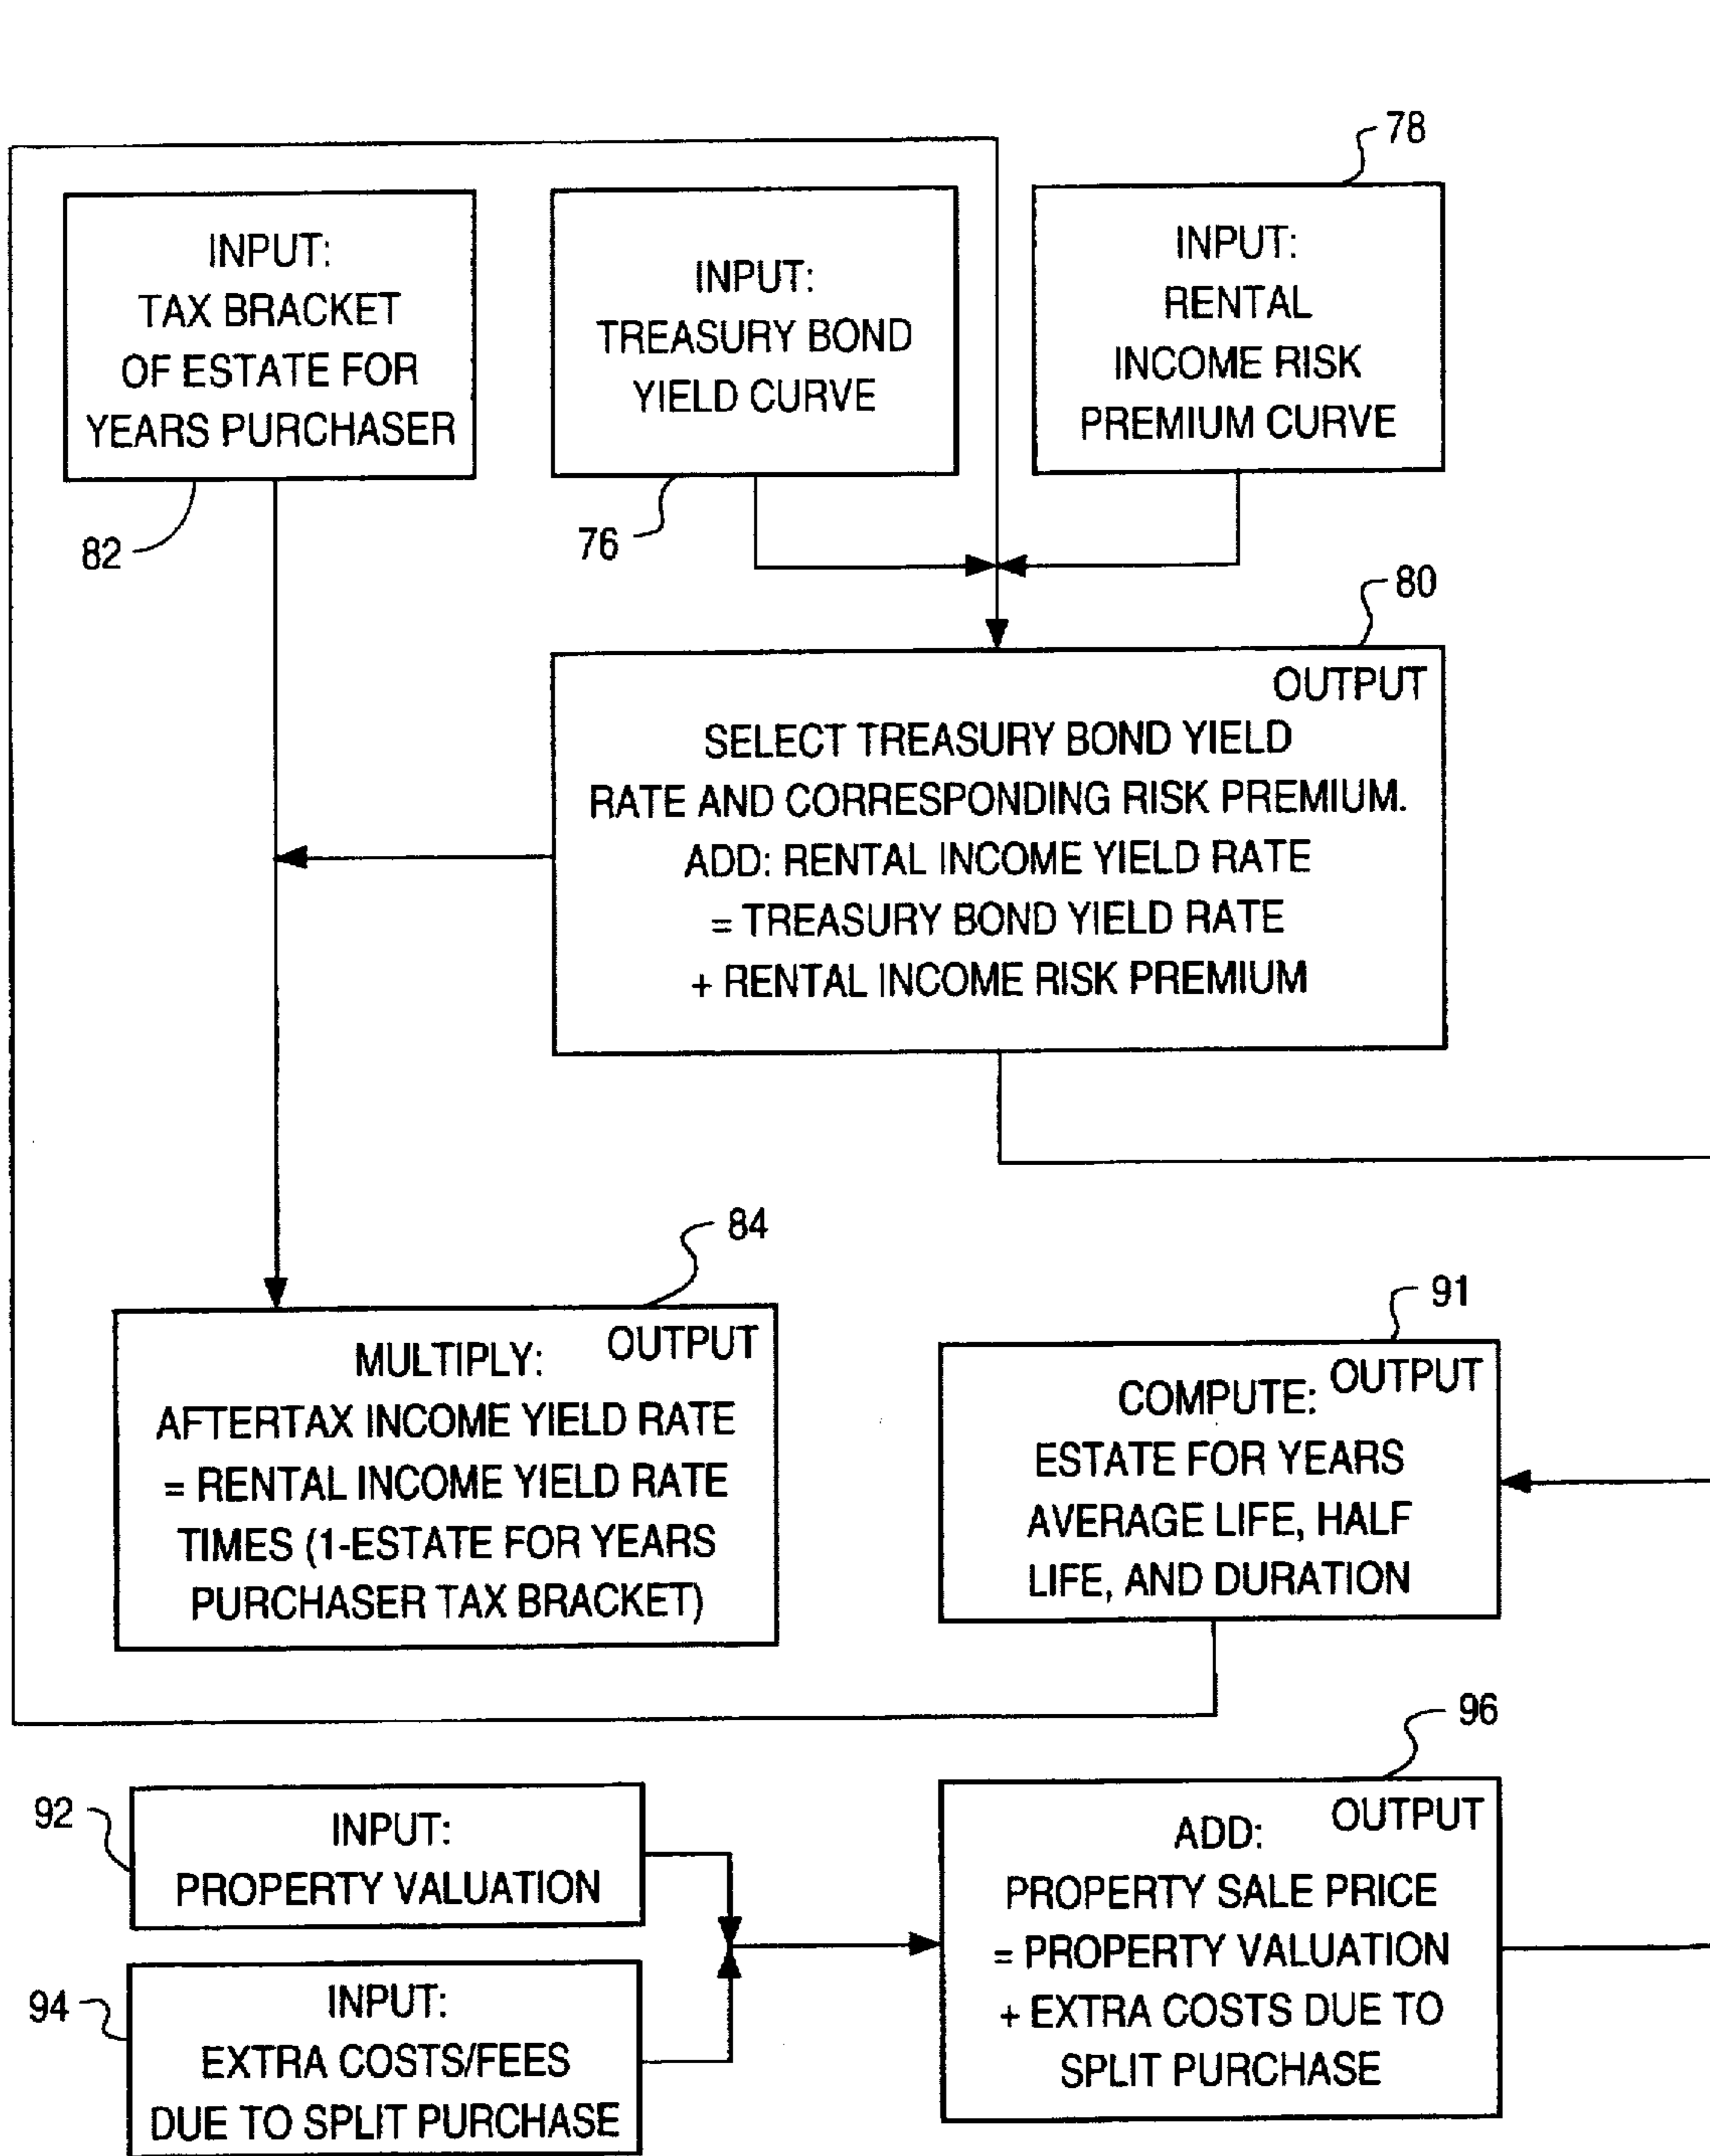 78
INPUT:
TAX BRACKET
OF ESTATE FOR
YEARS PURCHASER
82
INPUT:
TREASURY BOND
YIELD CURVE
76
INPUT:
RENTAL
INCOME RISK
PREMIUM CURVE
80
OUTPUT
SELECT TREASURY BOND YIELD
RATE AND CORRESPONDING RISK PREMIUM.
ADD: RENTAL INCOME YIELD RATE
= TREASURY BOND YIELD RATE
+ RENTAL INCOME RISK PREMIUM
84
OUTPUT
MULTIPLY:
AFTERTAX INCOME YIELD RATE
= RENTAL INCOME YIELD RATE
TIMES (1-ESTATE FOR YEARS
PURCHASER TAX BRACKET)
91
OUTPUT
COMPUTE:
ESTATE FOR YEARS
AVERAGE LIFE, HALF
LIFE, AND DURATION
92
INPUT:
PROPERTY VALUATION
94
INPUT:
EXTRA COSTS/FEES
DUE TO SPLIT PURCHASE
96
OUTPUT
ADD:
PROPERTY SALE PRICE
= PROPERTY VALUATION
+ EXTRA COSTS DUE TO
SPLIT PURCHASE